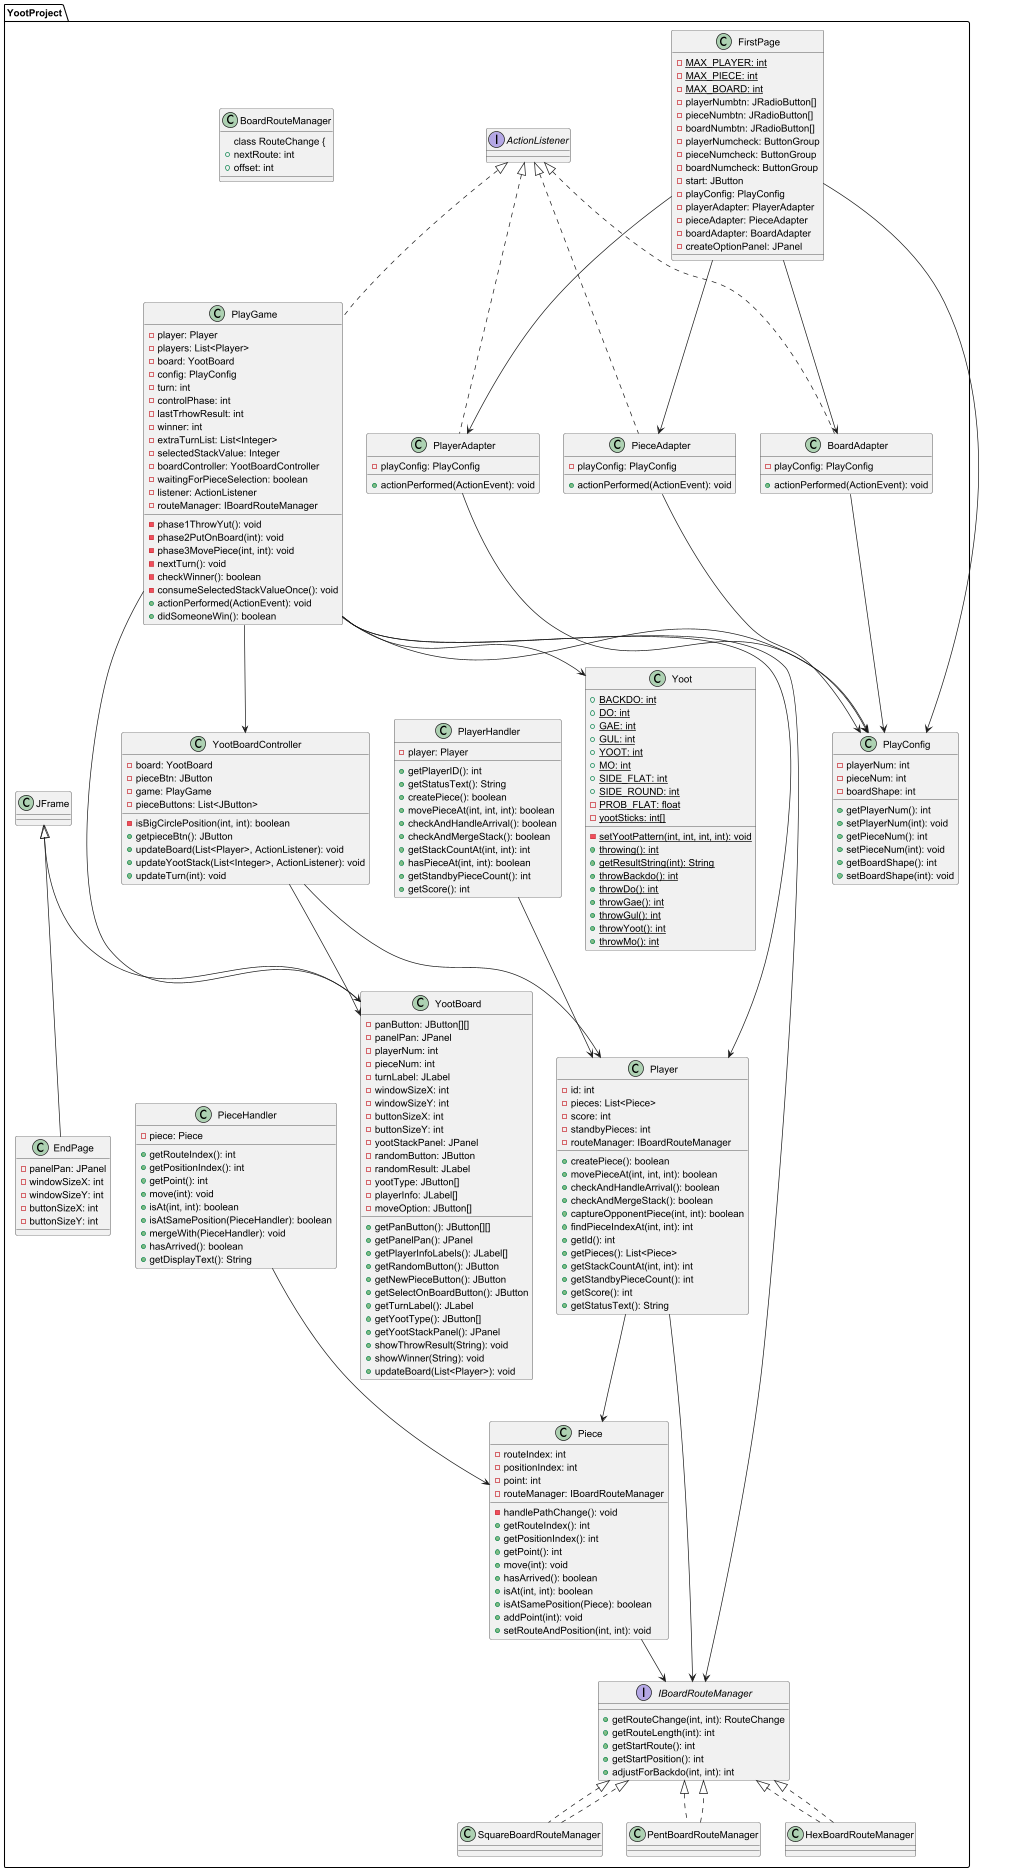 YootProject
FirstPage
MAX_PLAYER: int
MAX_PIECE: int
MAX_BOARD: int
playerNumbtn: JRadioButton[]
pieceNumbtn: JRadioButton[]
boardNumbtn: JRadioButton[]
playerNumcheck: ButtonGroup
pieceNumcheck: ButtonGroup
boardNumcheck: ButtonGroup
start: JButton
playConfig: PlayConfig
playerAdapter: PlayerAdapter
pieceAdapter: PieceAdapter
boardAdapter: BoardAdapter
createOptionPanel: JPanel
BoardRouteManager
class RouteChange {
nextRoute: int
offset: int
ActionListener
PlayGame
player: Player
players: List<Player>
board: YootBoard
config: PlayConfig
turn: int
controlPhase: int
lastTrhowResult: int
winner: int
extraTurnList: List<Integer>
selectedStackValue: Integer
boardController: YootBoardController
waitingForPieceSelection: boolean
listener: ActionListener
routeManager: IBoardRouteManager
phase1ThrowYut(): void
phase2PutOnBoard(int): void
phase3MovePiece(int, int): void
nextTurn(): void
checkWinner(): boolean
consumeSelectedStackValueOnce(): void
actionPerformed(ActionEvent): void
didSomeoneWin(): boolean
PlayerAdapter
playConfig: PlayConfig
actionPerformed(ActionEvent): void
PieceAdapter
playConfig: PlayConfig
actionPerformed(ActionEvent): void
BoardAdapter
playConfig: PlayConfig
actionPerformed(ActionEvent): void
Yoot
BACKDO: int
DO: int
GAE: int
GUL: int
YOOT: int
MO: int
SIDE_FLAT: int
SIDE_ROUND: int
PROB_FLAT: float
yootSticks: int[]
setYootPattern(int, int, int, int): void
throwing(): int
getResultString(int): String
throwBackdo(): int
throwDo(): int
throwGae(): int
throwGul(): int
throwYoot(): int
throwMo(): int
PlayerHandler
player: Player
getPlayerID(): int
getStatusText(): String
createPiece(): boolean
movePieceAt(int, int, int): boolean
checkAndHandleArrival(): boolean
checkAndMergeStack(): boolean
getStackCountAt(int, int): int
hasPieceAt(int, int): boolean
getStandbyPieceCount(): int
getScore(): int
YootBoardController
board: YootBoard
pieceBtn: JButton
game: PlayGame
pieceButtons: List<JButton>
isBigCirclePosition(int, int): boolean
getpieceBtn(): JButton
updateBoard(List<Player>, ActionListener): void
updateYootStack(List<Integer>, ActionListener): void
updateTurn(int): void
PlayConfig
playerNum: int
pieceNum: int
boardShape: int
getPlayerNum(): int
setPlayerNum(int): void
getPieceNum(): int
setPieceNum(int): void
getBoardShape(): int
setBoardShape(int): void
JFrame
YootBoard
panButton: JButton[][]
panelPan: JPanel
playerNum: int
pieceNum: int
turnLabel: JLabel
windowSizeX: int
windowSizeY: int
buttonSizeX: int
buttonSizeY: int
yootStackPanel: JPanel
randomButton: JButton
randomResult: JLabel
yootType: JButton[]
playerInfo: JLabel[]
moveOption: JButton[]
getPanButton(): JButton[][]
getPanelPan(): JPanel
getPlayerInfoLabels(): JLabel[]
getRandomButton(): JButton
getNewPieceButton(): JButton
getSelectOnBoardButton(): JButton
getTurnLabel(): JLabel
getYootType(): JButton[]
getYootStackPanel(): JPanel
showThrowResult(String): void
showWinner(String): void
updateBoard(List<Player>): void
Player
id: int
pieces: List<Piece>
score: int
standbyPieces: int
routeManager: IBoardRouteManager
createPiece(): boolean
movePieceAt(int, int, int): boolean
checkAndHandleArrival(): boolean
checkAndMergeStack(): boolean
captureOpponentPiece(int, int): boolean
findPieceIndexAt(int, int): int
getId(): int
getPieces(): List<Piece>
getStackCountAt(int, int): int
getStandbyPieceCount(): int
getScore(): int
getStatusText(): String
PieceHandler
piece: Piece
getRouteIndex(): int
getPositionIndex(): int
getPoint(): int
move(int): void
isAt(int, int): boolean
isAtSamePosition(PieceHandler): boolean
mergeWith(PieceHandler): void
hasArrived(): boolean
getDisplayText(): String
EndPage
panelPan: JPanel
windowSizeX: int
windowSizeY: int
buttonSizeX: int
buttonSizeY: int
Piece
routeIndex: int
positionIndex: int
point: int
routeManager: IBoardRouteManager
handlePathChange(): void
getRouteIndex(): int
getPositionIndex(): int
getPoint(): int
move(int): void
hasArrived(): boolean
isAt(int, int): boolean
isAtSamePosition(Piece): boolean
addPoint(int): void
setRouteAndPosition(int, int): void
IBoardRouteManager
getRouteChange(int, int): RouteChange
getRouteLength(int): int
getStartRoute(): int
getStartPosition(): int
adjustForBackdo(int, int): int
SquareBoardRouteManager
PentBoardRouteManager
HexBoardRouteManager